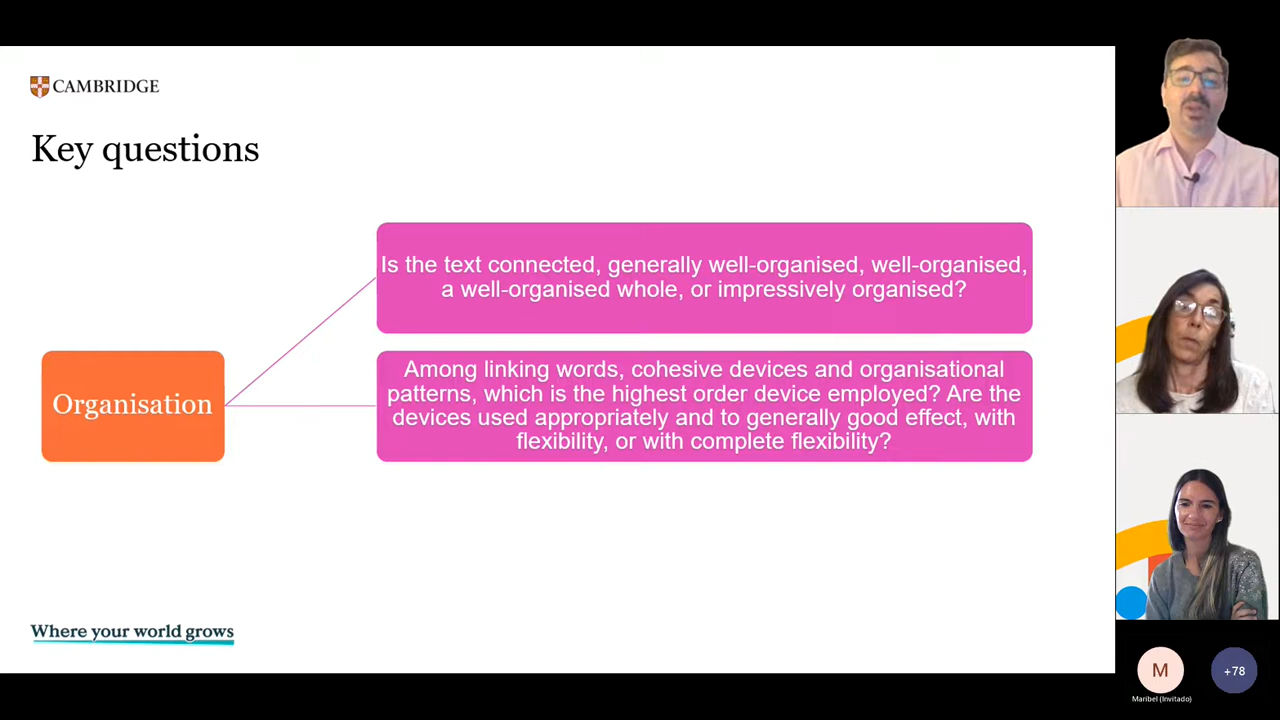 CAMBRIDGE
Key questions
Is the text connected, generally well-organised, well-organised,
a well-organised whole, or impressively organised?
Organisation
Among linking words, cohesive devices and organisational
patterns, which is the highest order device employed? Are the
devices used appropriately and to generally good effect, with
flexibility, or with complete flexibility?
Where your world grows
M
+78
Maribel (Invitado)